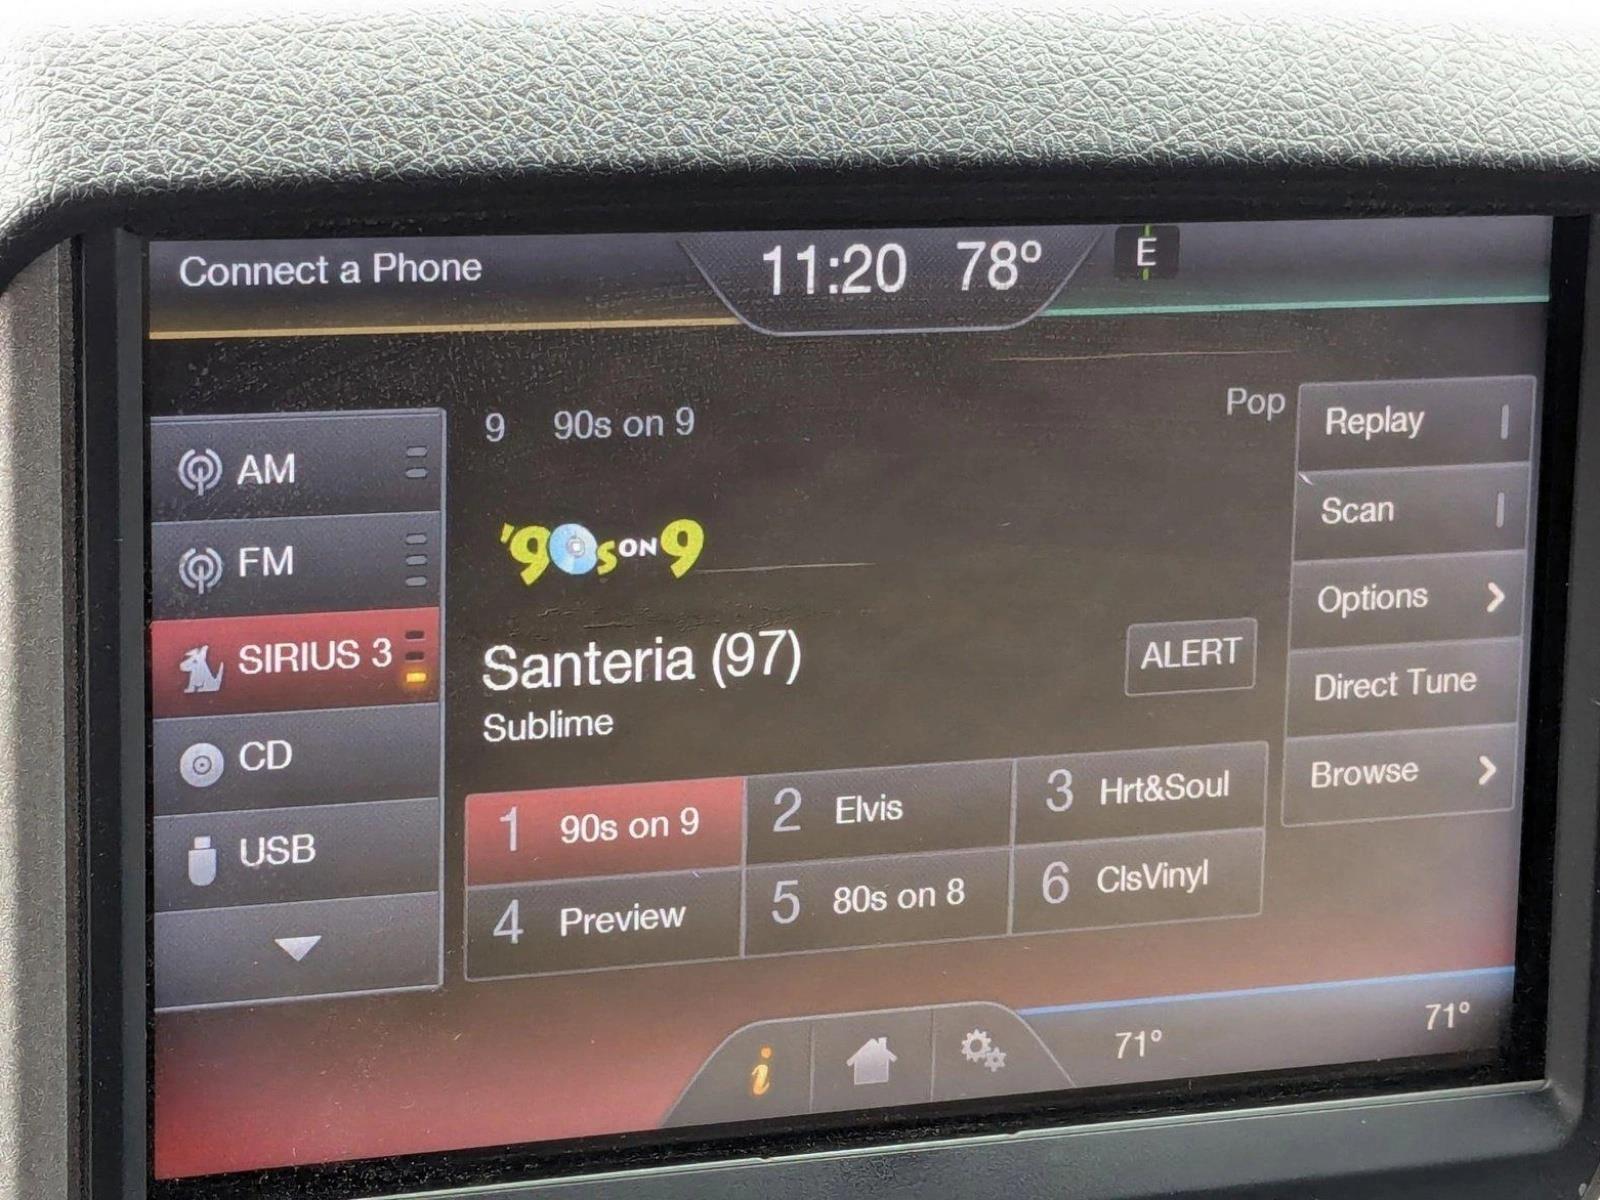 Connect a Phone
11:20 78°
E
AM
FM
SIRIUS 3
CD
USB
9 90s on 9
Pop
'90s ON 9
Santeria (97)
Sublime
ALERT
1 90s on 9
2 Elvis
3 Hrt&Soul
4 Preview
5 80s on 8
6 ClsVinyl
Replay
Scan
Options
Direct Tune
Browse
i
71°
71°